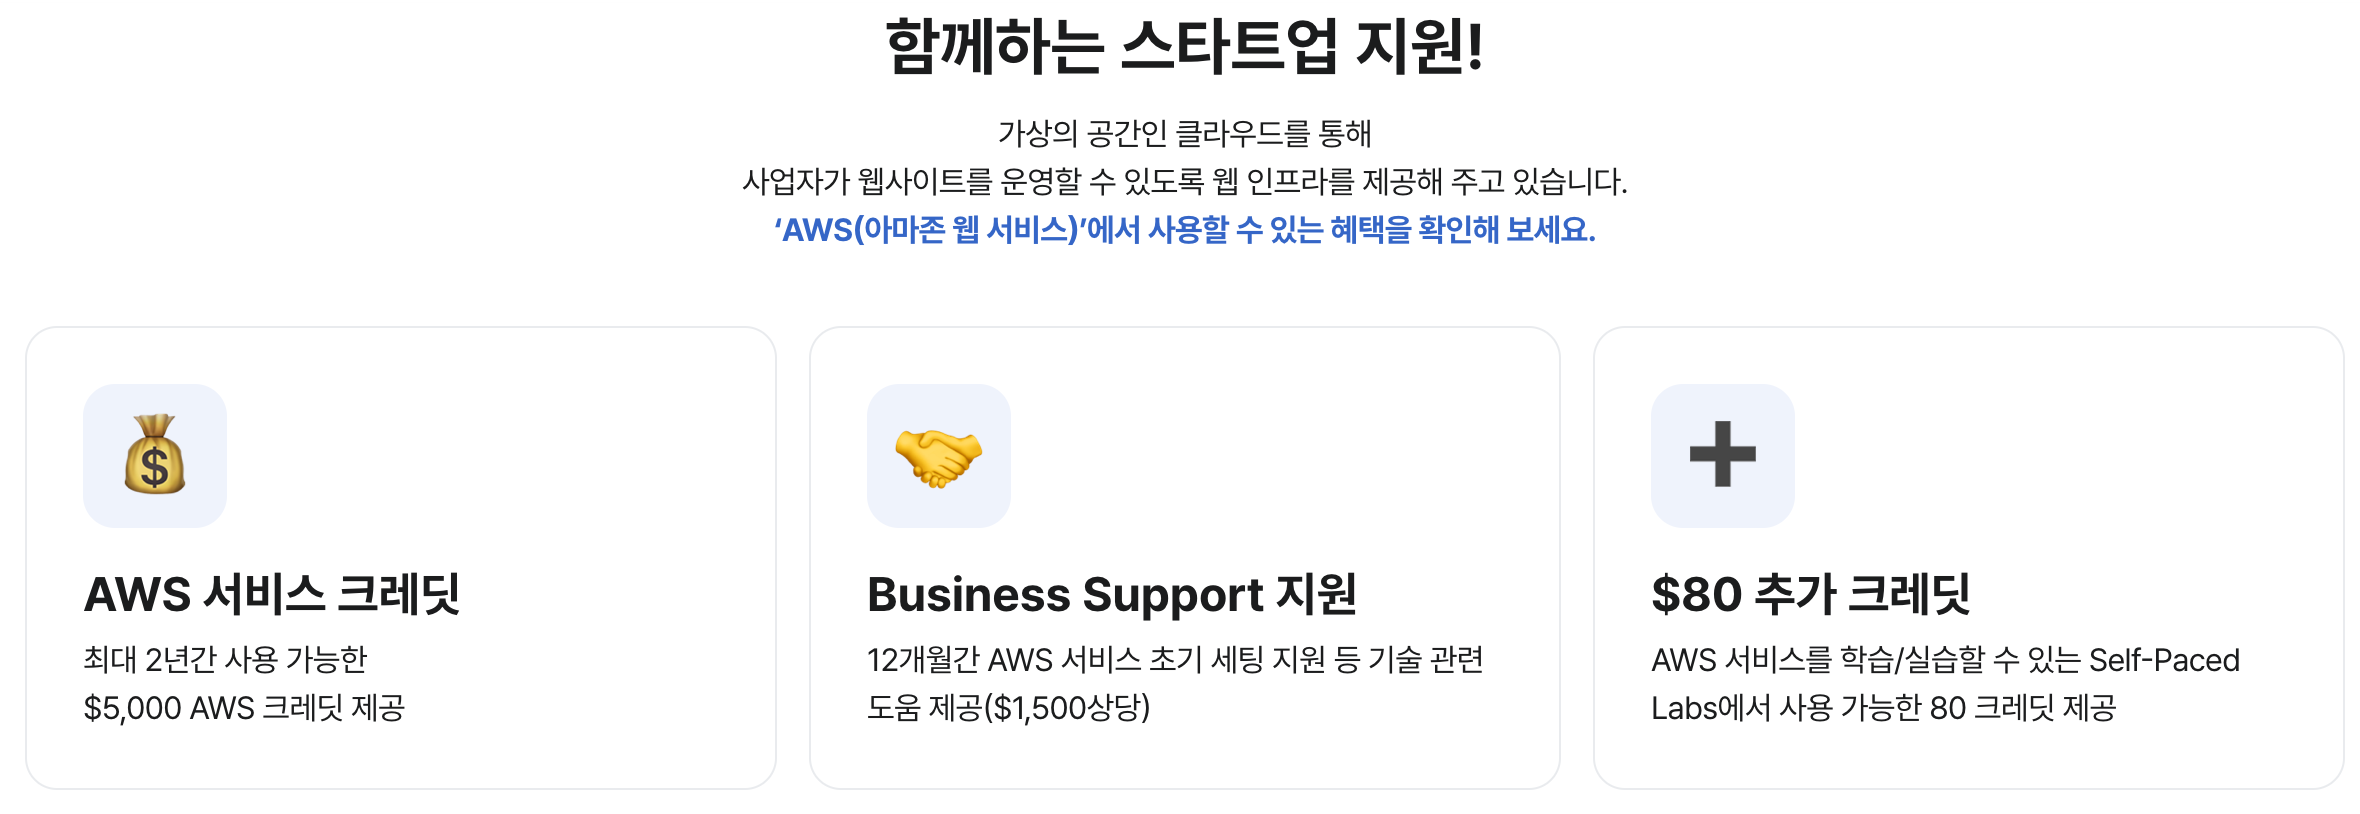 함께하는 스타트업 지원!
가상의 공간인 클라우드를 통해
사업자가 웹사이트를 운영할 수 있도록 웹 인프라를 제공해 주고 있습니다.
‘AWS(아마존 웹 서비스)’에서 사용할 수 있는 혜택을 확인해 보세요.
$
AWS 서비스 크레딧
최대 2년간 사용 가능한
$5,000 AWS 크레딧 제공
Business Support 지원
12개월간 AWS 서비스 초기 세팅 지원 등 기술 관련
도움 제공($1,500상당)
$80 추가 크레딧
AWS 서비스를 학습/실습할 수 있는 Self-Paced
Labs에서 사용 가능한 80 크레딧 제공